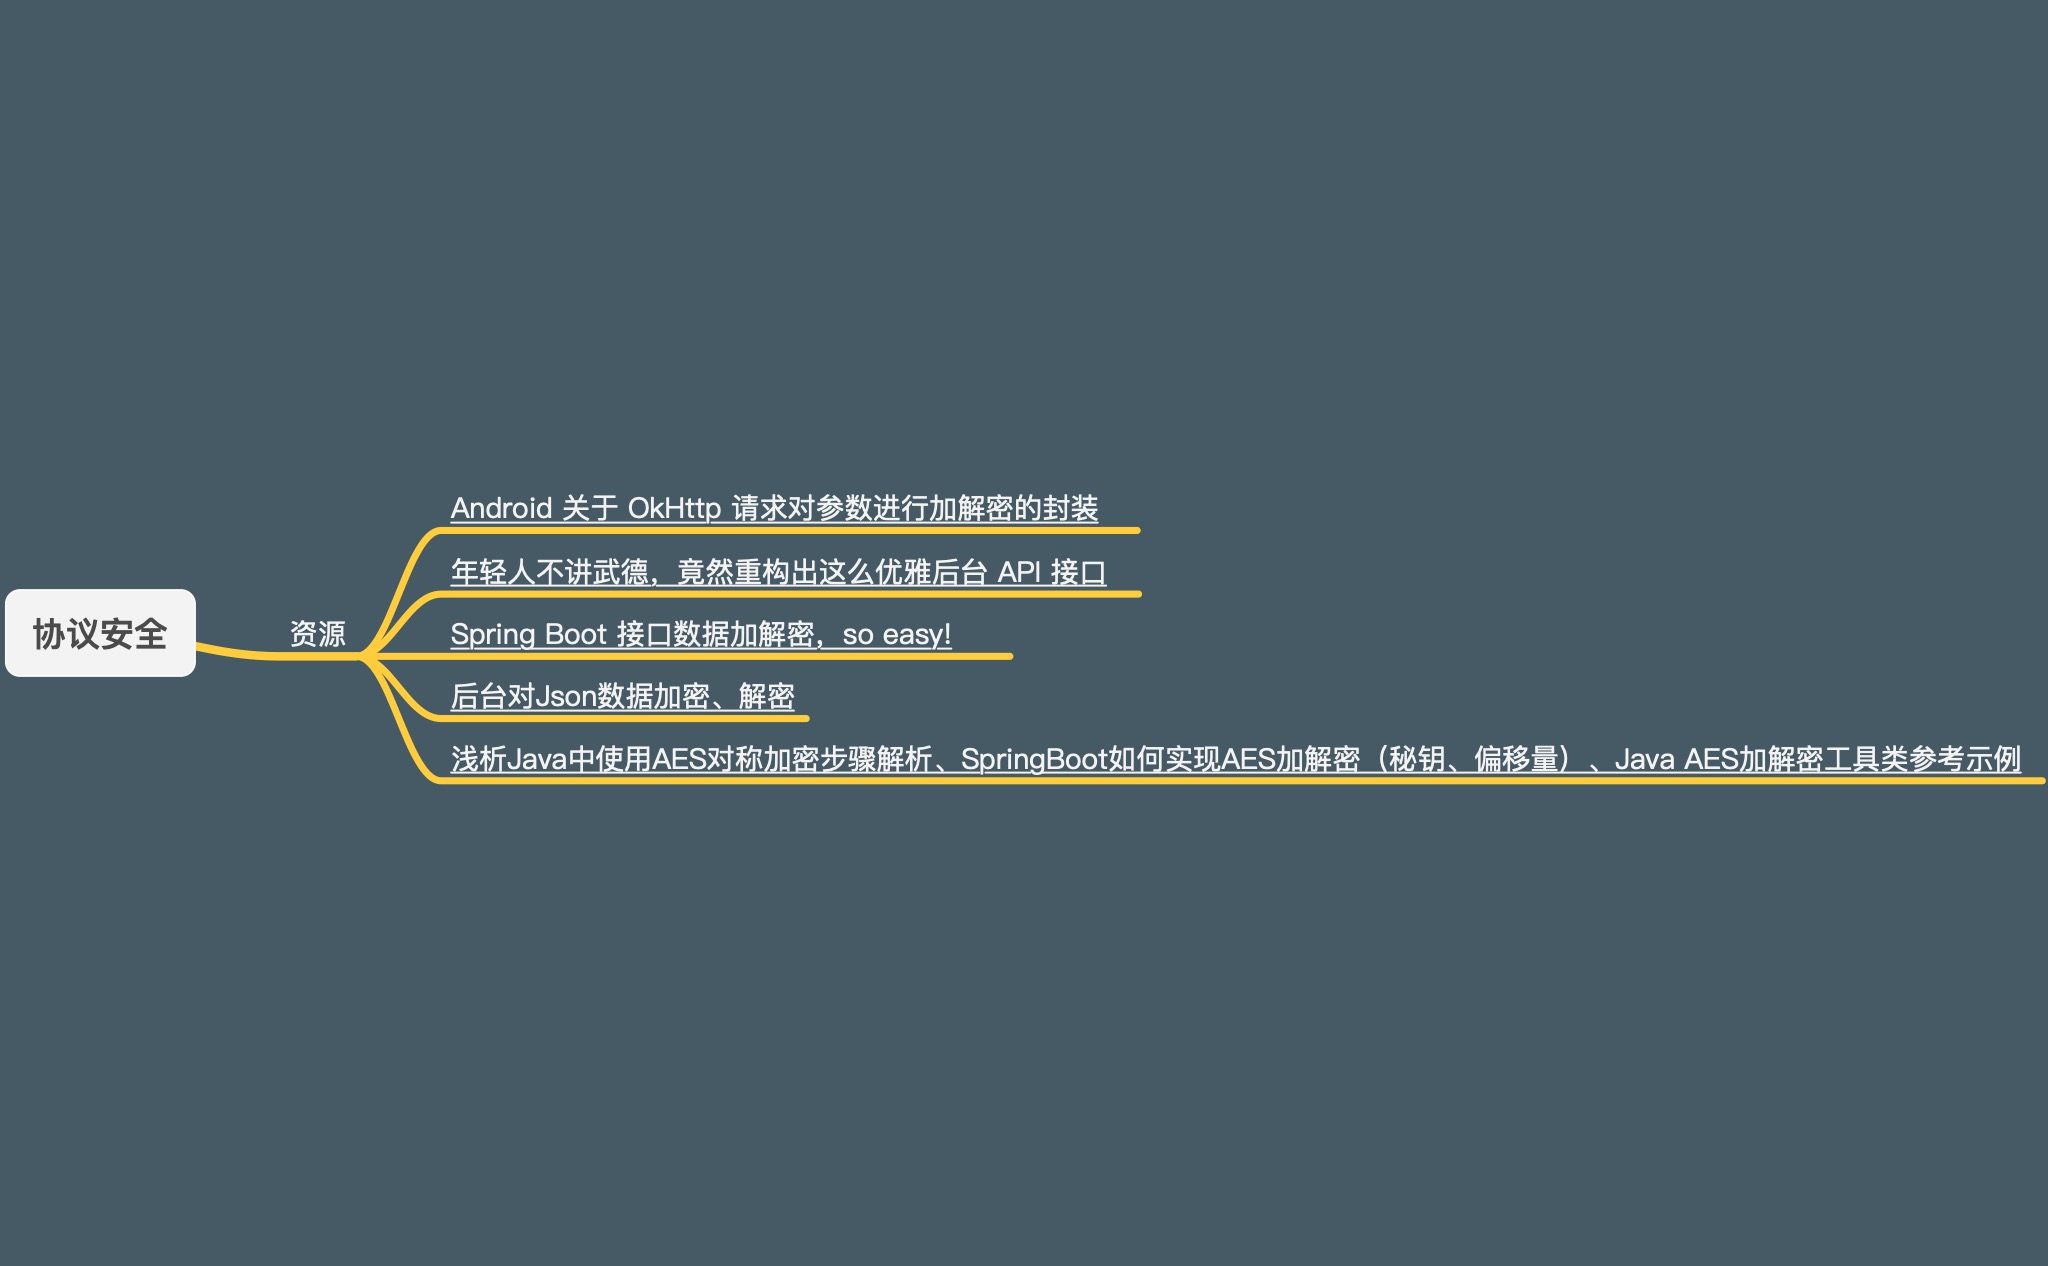 协议安全
资源
Android 关于 OkHttp 请求对参数进行加解密的封装
年轻人不讲武德，竟然重构出这么优雅后台 API 接口
Spring Boot 接口数据加解密，so easy!
后台对Json数据加密、解密
浅析Java中使用AES对称加密步骤解析、SpringBoot如何实现AES加解密（秘钥、偏移量）、Java AES加解密工具类参考示例